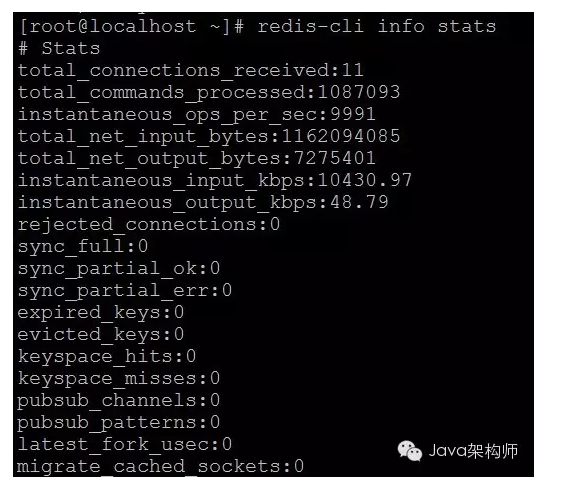 [root@localhost ~]# redis-cli info stats
# Stats
total_connections_received:11
total_commands_processed:1087093
instantaneous_ops_per_sec:9991
total_net_input_bytes:1162094085
total_net_output_bytes:7275401
instantaneous_input_kbps:10430.97
instantaneous_output_kbps:48.79
rejected_connections:0
sync_full:0
sync_partial_ok:0
sync_partial_err:0
expired_keys:0
evicted_keys:0
keyspace_hits:0
keyspace_misses:0
pubsub_channels:0
pubsub_patterns:0
latest_fork_usec:0
Java架构师
migrate_cached_sockets:0